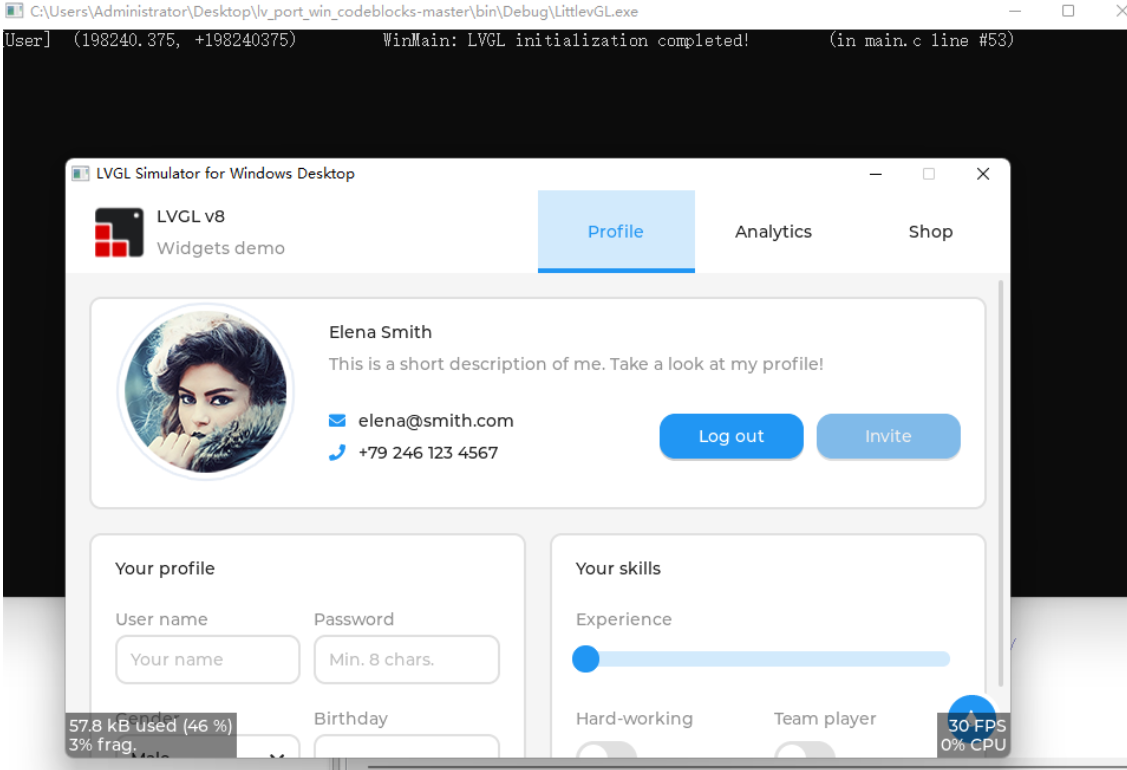 C:\Users\Administrator\Desktop\lv_port_win_codeblocks-master\bin\Debug\LittlevGL.exe
[User] (198240.375, +198240375) WinMain: LVGL initialization completed! (in main.c line #53)
LVGL Simulator for Windows Desktop
LVGL v8
Widgets demo
Profile
Analytics
Shop
Elena Smith
This is a short description of me. Take a look at my profile!
elena@smith.com
+79 246 123 4567
Log out
Invite
Your profile
User name
Password
Your name
Min. 8 chars.
Gender
Birthday
Male
Your skills
Experience
Hard-working
Team player
57.8 kB used (46 %)
3% frag.
30 FPS
0% CPU